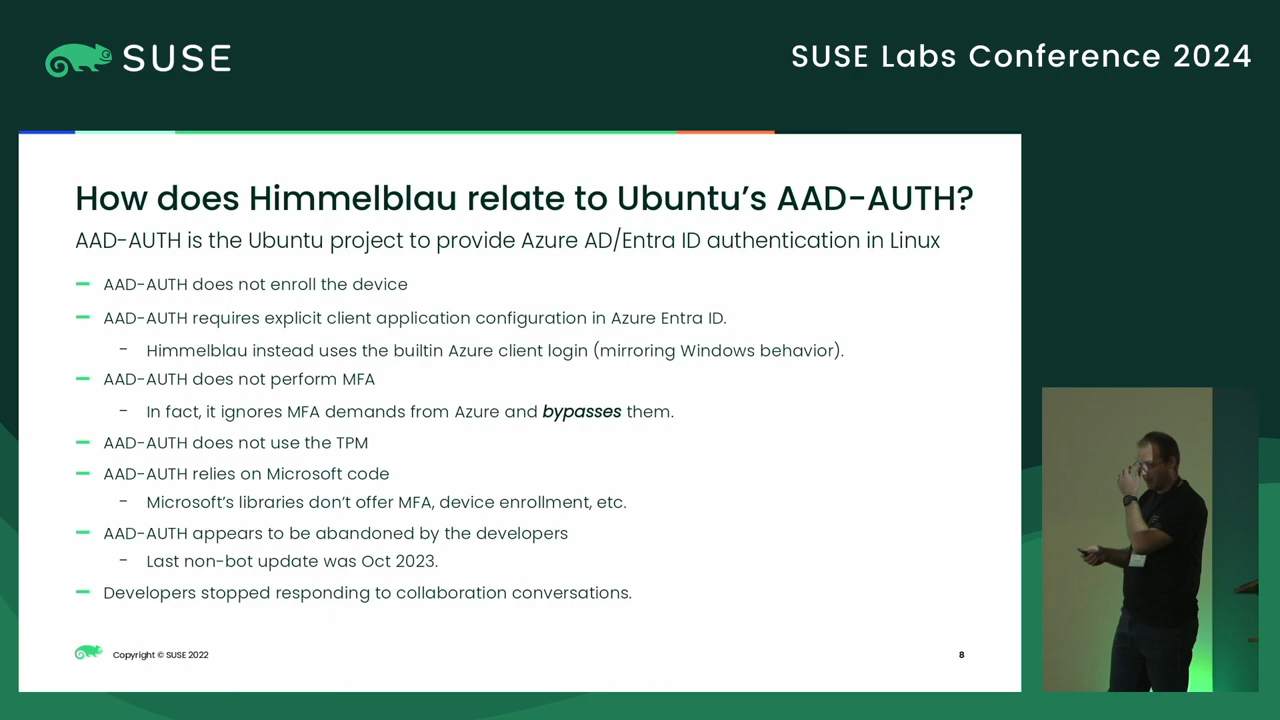 SUSE
SUSE Labs Conference 2024
How does Himmelblau relate to Ubuntu's AAD-AUTH?
AAD-AUTH is the Ubuntu project to provide Azure AD/Entra ID authentication in Linux
AAD-AUTH does not enroll the device
AAD-AUTH requires explicit client application configuration in Azure Entra ID.
- Himmelblau instead uses the builtin Azure client login (mirroring Windows behavior).
AAD-AUTH does not perform MFA
- In fact, it ignores MFA demands from Azure and bypasses them.
AAD-AUTH does not use the TPM
AAD-AUTH relies on Microsoft code
- Microsoft's libraries don't offer MFA, device enrollment, etc.
AAD-AUTH appears to be abandoned by the developers
- Last non-bot update was Oct 2023.
Developers stopped responding to collaboration conversations.
Copyright © SUSE 2022
8